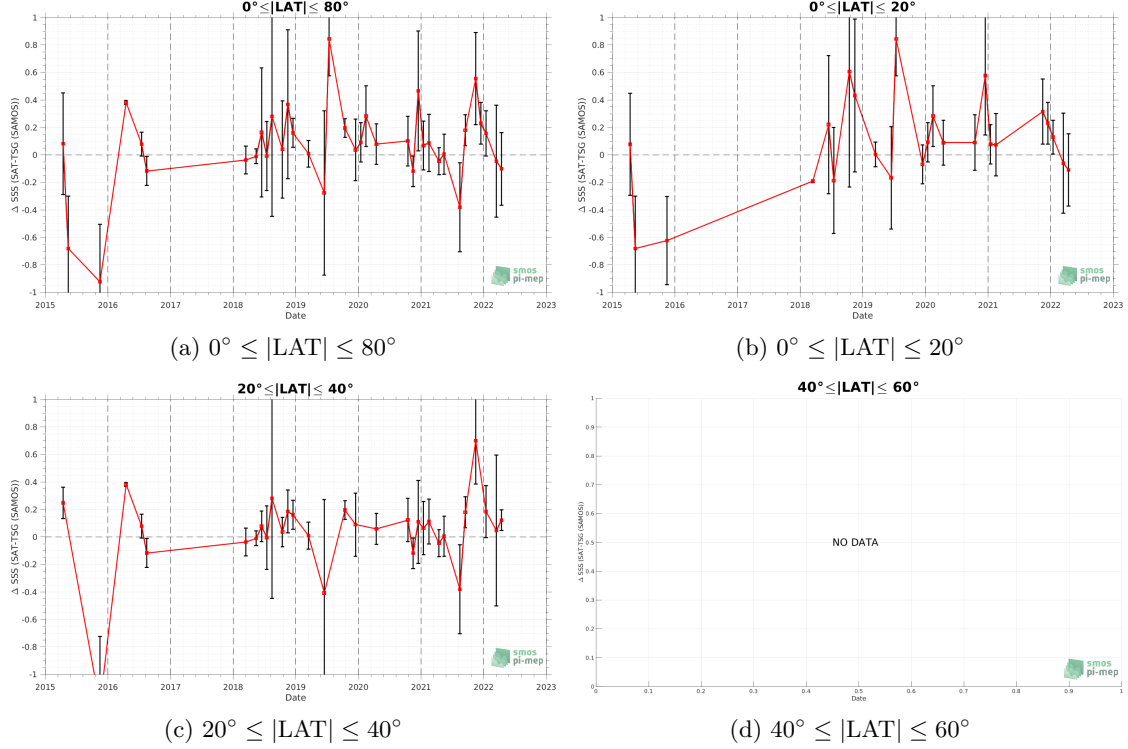 0°≤|LAT|≤ 80°
Δ SSS (SAT-TSG (SAMOS))
1
0.8
0.6
0.4
0.2
0
-0.2
-0.4
-0.6
-0.8
-1
2015 2016 2017 2018 2019 2020 2021 2022 2023
Date
smos
pi-mep
(a) 0° ≤ |LAT| ≤ 80°
0°≤|LAT|≤ 20°
Δ SSS (SAT-TSG (SAMOS))
1
0.8
0.6
0.4
0.2
0
-0.2
-0.4
-0.6
-0.8
-1
2015 2016 2017 2018 2019 2020 2021 2022 2023
Date
smos
pi-mep
(b) 0° ≤ |LAT| ≤ 20°
20°≤|LAT|≤ 40°
Δ SSS (SAT-TSG (SAMOS))
1
0.8
0.6
0.4
0.2
0
-0.2
-0.4
-0.6
-0.8
-1
2015 2016 2017 2018 2019 2020 2021 2022 2023
Date
smos
pi-mep
(c) 20° ≤ |LAT| ≤ 40°
40°≤|LAT|≤ 60°
Δ SSS (SAT-TSG (SAMOS))
1
0.9
0.8
0.7
0.6
0.5
0.4
0.3
0.2
0.1
0
NO DATA
0 0.1 0.2 0.3 0.4 0.5 0.6 0.7 0.8 0.9 1
Date
smos
pi-mep
(d) 40° ≤ |LAT| ≤ 60°